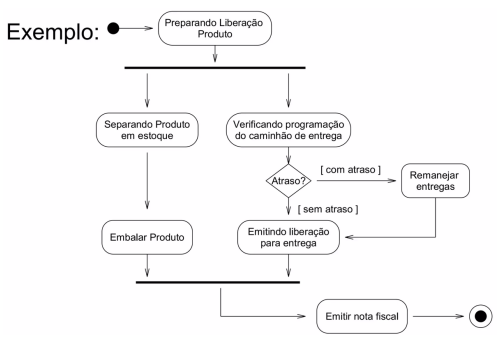 Exemplo:
Preparando Liberação
Produto
Separando Produto
em estoque
Verificando programação
do caminhão de entrega
Atraso?
[ com atraso ]
Remanejar
entregas
[ sem atraso ]
Embalar Produto
Emitindo liberação
para entrega
Emitir nota fiscal